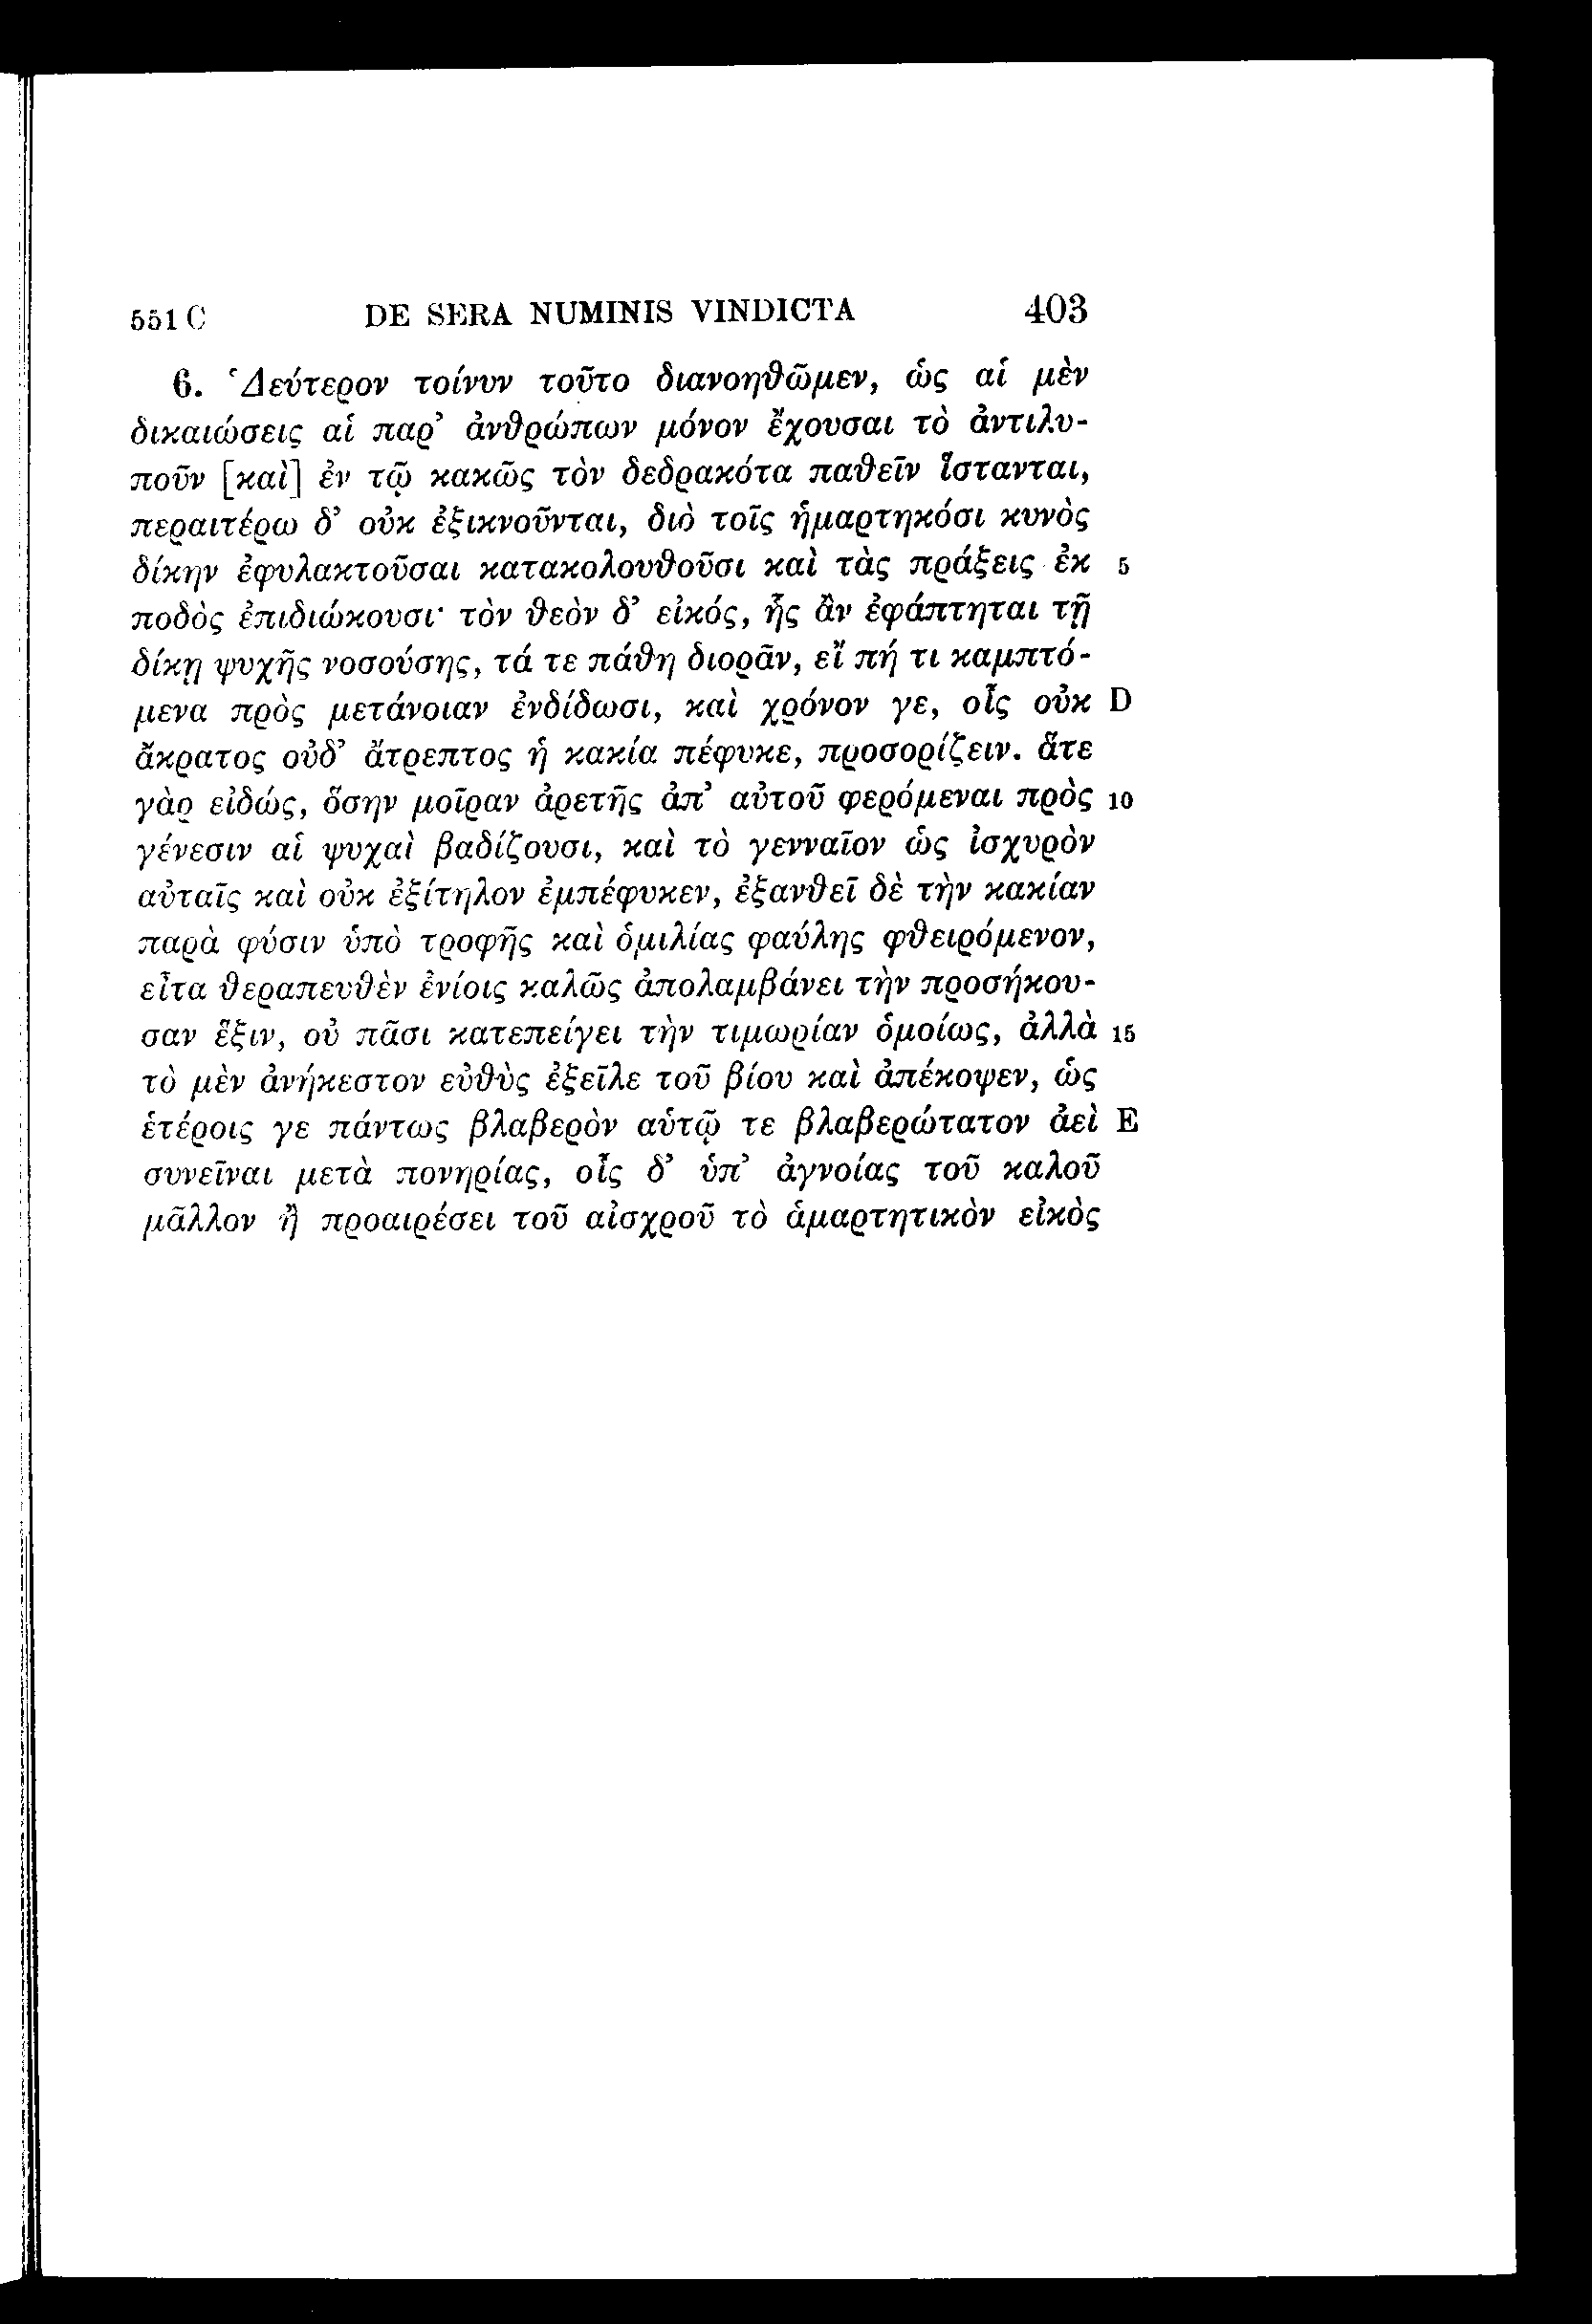 551 C DE SERA NUMINIS VINDICTA 403
6. ‘Δεύτερον τοίνυν τοῦτο διανοηθῶμεν, ὡς αἱ μὲν
δικαιώσεις αἱ παρ’ ἀνθρώπων μόνον ἔχουσαι τὸ ἀντιλυ-
ποῦν [καὶ] ἐν τῷ κακῶς τὸν δεδρακότα παθεῖν ἵστανται,
περαιτέρω δ’ οὐκ ἐξικνοῦνται, διὸ τοῖς ἡμαρτηκόσι κυνὸς
δίκην ἐφυλακτοῦσαι κατακολουθοῦσι καὶ τὰς πράξεις ἐκ 5
ποδὸς ἐπιδιώκουσι· τὸν θεὸν δ’ εἰκός, ἧς ἂν ἐφάπτηται τῇ
δίκῃ ψυχῆς νοσούσης, τά τε πάθη διορᾶν, εἴ πή τι καμπτό-
μενα πρὸς μετάνοιαν ἐνδίδωσι, καὶ χρόνον γε, οἷς οὐκ D
ἄκρατος οὐδ’ ἄτρεπτος ἡ κακία πέφυκε, προσορίζειν. ἅτε
γὰρ εἰδώς, ὅσην μοῖραν ἀρετῆς ἀπ’ αὐτοῦ φερόμεναι πρὸς 10
γένεσιν αἱ ψυχαὶ βαδίζουσι, καὶ τὸ γενναῖον ὡς ἰσχυρὸν
αὐταῖς καὶ οὐκ ἐξίτηλον ἐμπέφυκεν, ἐξανθεῖ δὲ τὴν κακίαν
παρὰ φύσιν ὑπὸ τροφῆς καὶ ὁμιλίας φαύλης φθειρόμενον,
εἶτα θεραπευθὲν ἐνίοις καλῶς ἀπολαμβάνει τὴν προσήκου-
σαν ἕξιν, οὐ πᾶσι κατεπείγει τὴν τιμωρίαν ὁμοίως, ἀλλὰ 15
τὸ μὲν ἀνήκεστον εὐθὺς ἐξεῖλε τοῦ βίου καὶ ἀπέκοψεν, ὡς
ἑτέροις γε πάντως βλαβερὸν αὑτῷ τε βλαβερώτατον ἀεὶ E
συνεῖναι μετὰ πονηρίας, οἷς δ’ ὑπ’ ἀγνοίας τοῦ καλοῦ
μᾶλλον ἢ προαιρέσει τοῦ αἰσχροῦ τὸ ἁμαρτητικὸν εἰκὸς